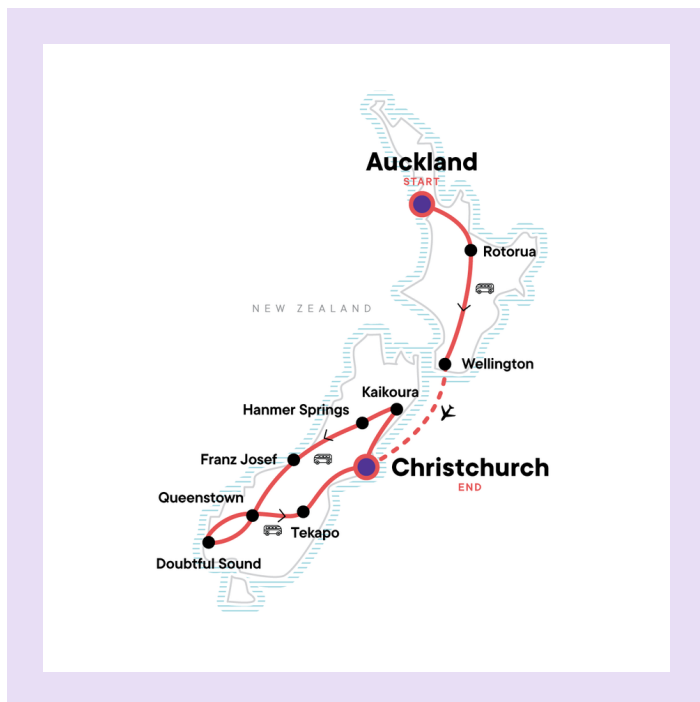 Auckland
START
Rotorua
NEW ZEALAND
Wellington
Kaikoura
Hanmer Springs
Franz Josef
Christchurch
END
Queenstown
Tekapo
Doubtful Sound